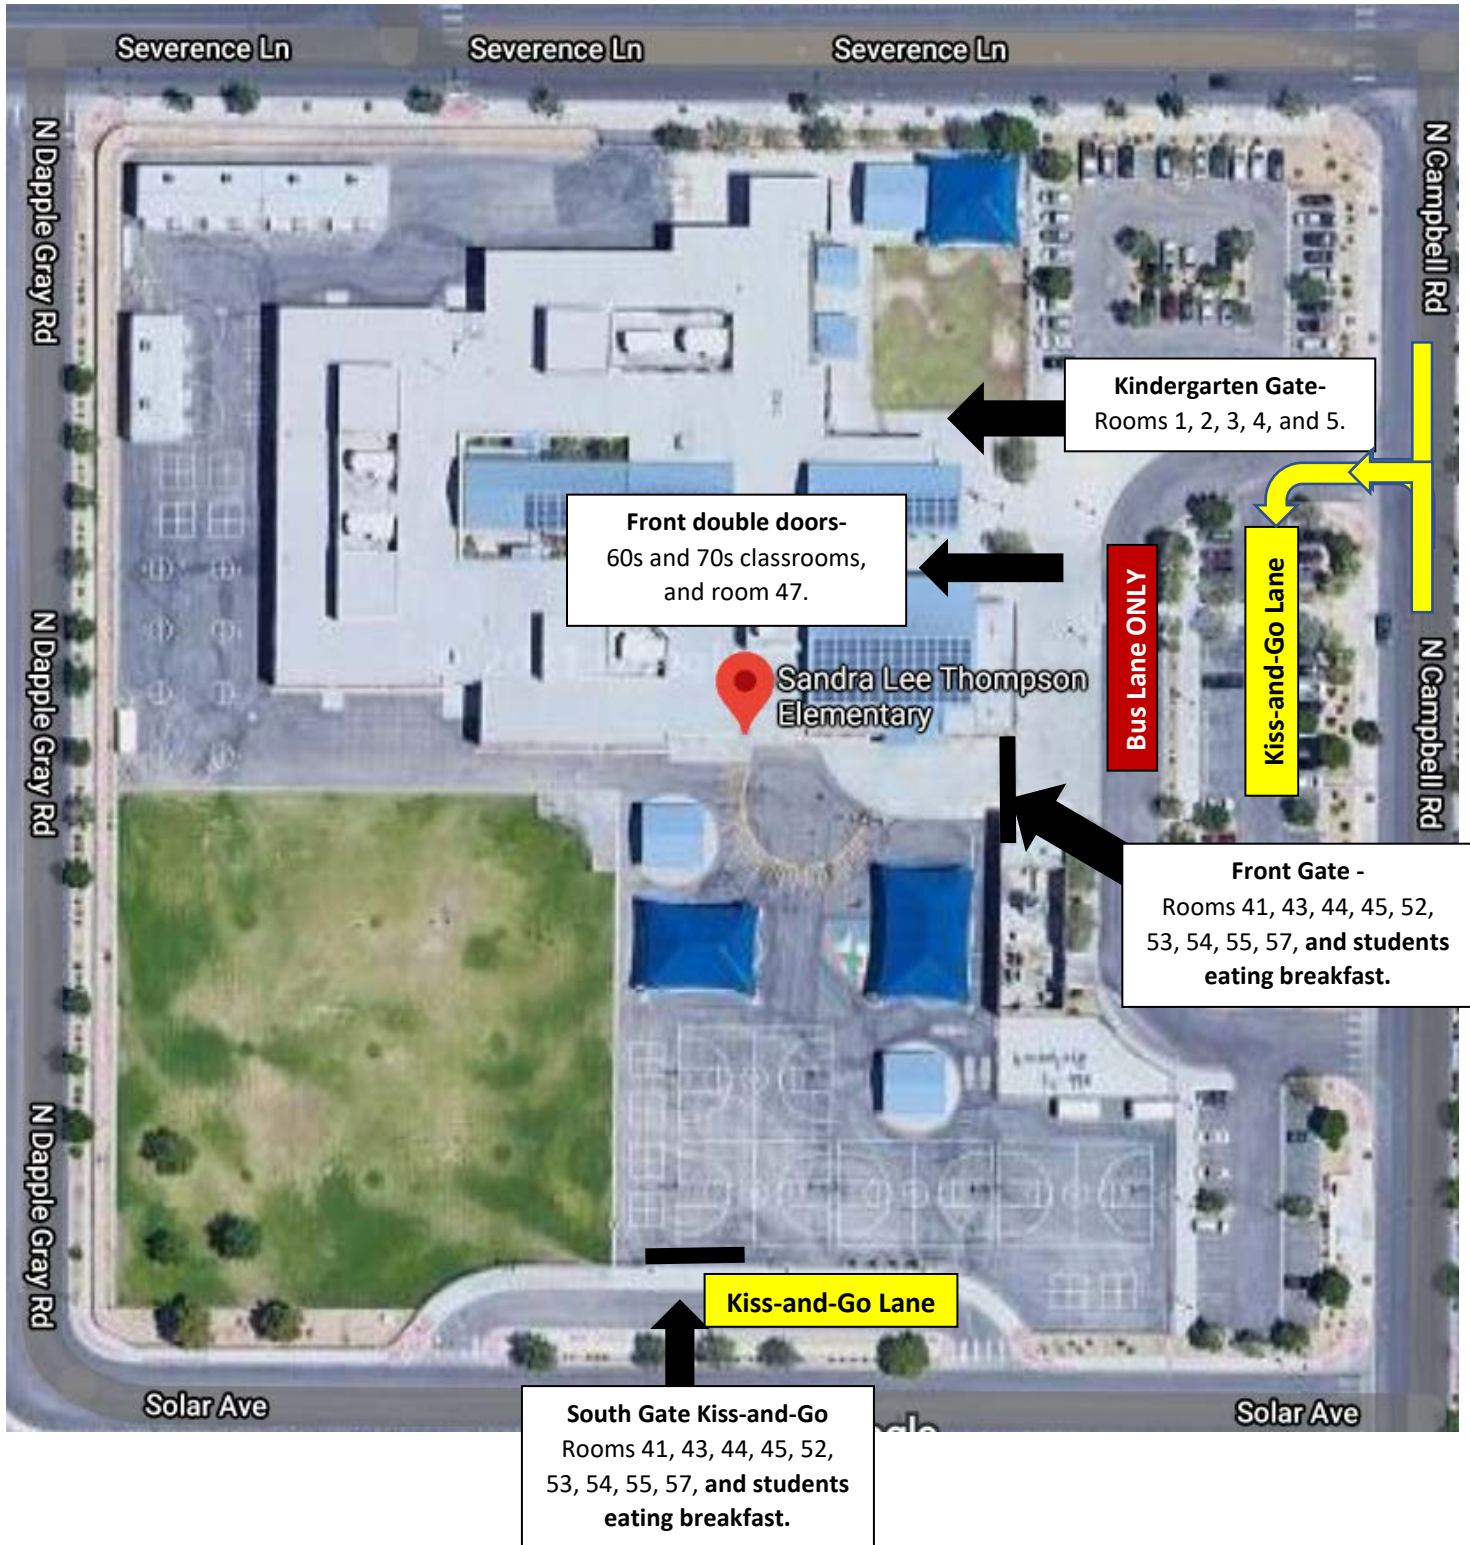 Severence Ln
Severence Ln
Severence Ln
N Dapple Gray Rd
N Campbell Rd
Kindergarten Gate-
Rooms 1, 2, 3, 4, and 5.
Front double doors-
60s and 70s classrooms,
and room 47.
Bus Lane ONLY
Kiss-and-Go Lane
N Dapple Gray Rd
Sandra Lee Thompson
Elementary
N Campbell Rd
Front Gate -
Rooms 41, 43, 44, 45, 52,
53, 54, 55, 57, and students
eating breakfast.
N Dapple Gray Rd
Kiss-and-Go Lane
Solar Ave
Solar Ave
South Gate Kiss-and-Go
Rooms 41, 43, 44, 45, 52,
53, 54, 55, 57, and students
eating breakfast.